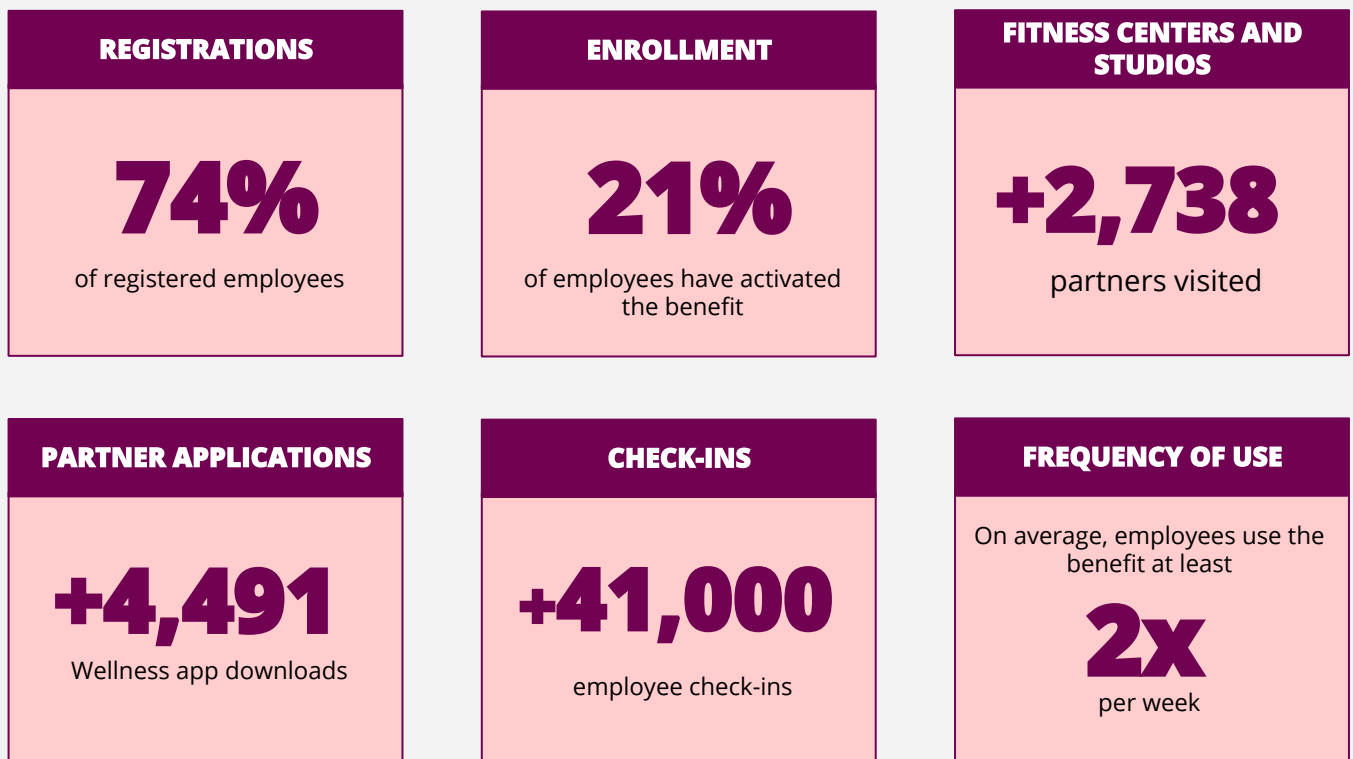 REGISTRATIONS
74%
of registered employees
ENROLLMENT
21%
of employees have activated
the benefit
FITNESS CENTERS AND
STUDIOS
+2,738
partners visited
PARTNER APPLICATIONS
+4,491
Wellness app downloads
CHECK-INS
+41,000
employee check-ins
FREQUENCY OF USE
On average, employees use the
benefit at least
2x
per week